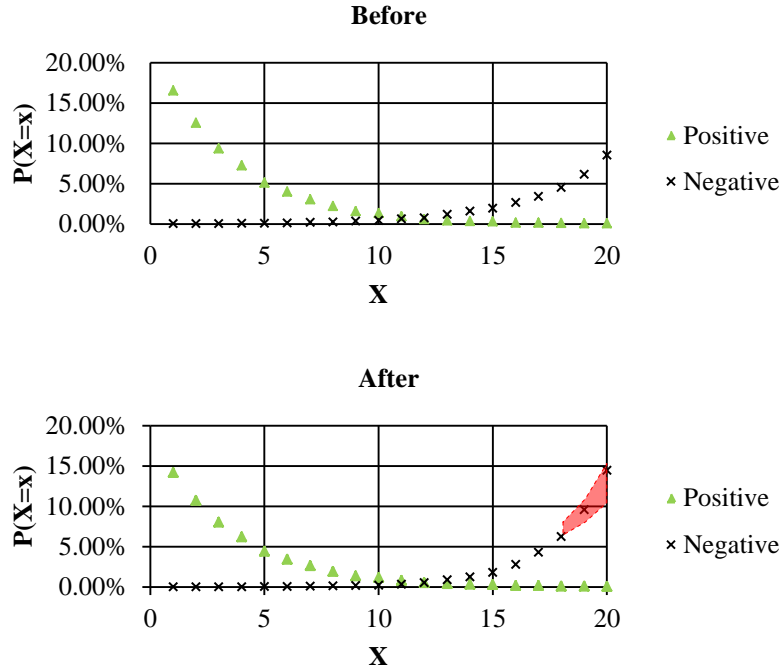 Before
20.00%
15.00%
10.00%
5.00%
0.00%
P(X=x)
0 5 10 15 20
X
Positive
Negative
After
20.00%
15.00%
10.00%
5.00%
0.00%
P(X=x)
0 5 10 15 20
X
Positive
Negative